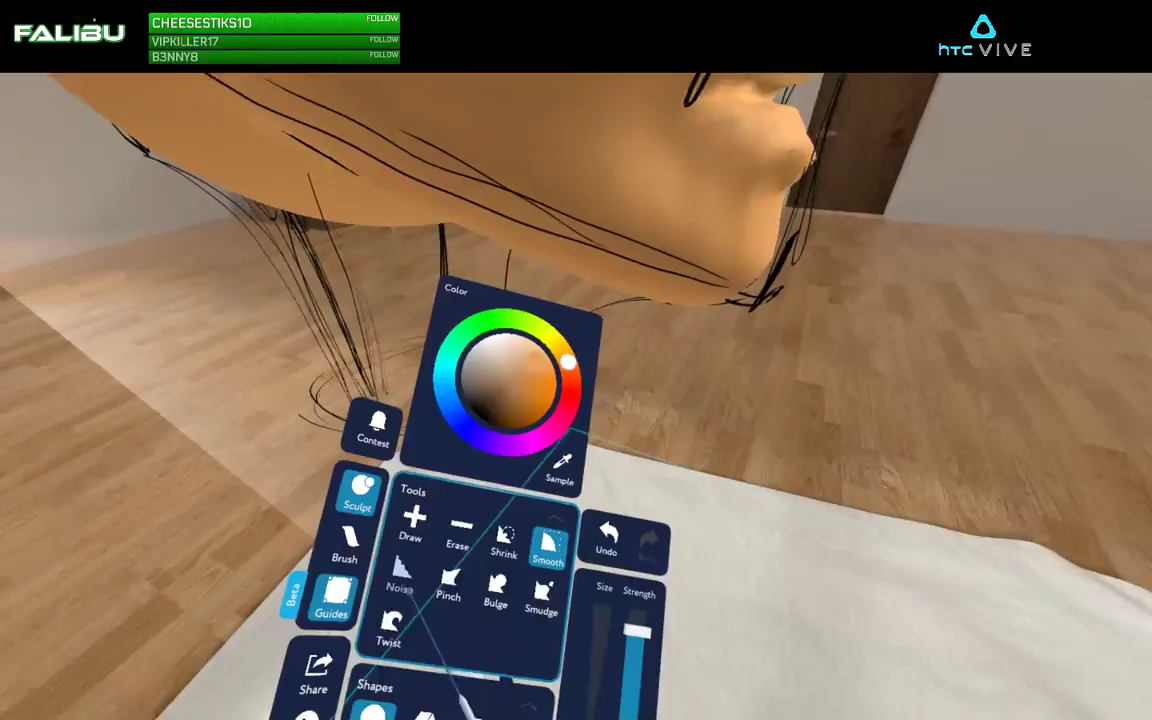 FALIBU
CHEESESTIKS10 FOLLOW
VIPKILLER17 FOLLOW
B3NNY8 FOLLOW
htc VIVE
Color
Sample
Contest
Sculpt
Brush
Guides
Beta
Share
Tools
Draw
Erase
Shrink
Smooth
Noise
Pinch
Bulge
Smudge
Twist
Undo
Size Strength
Shapes